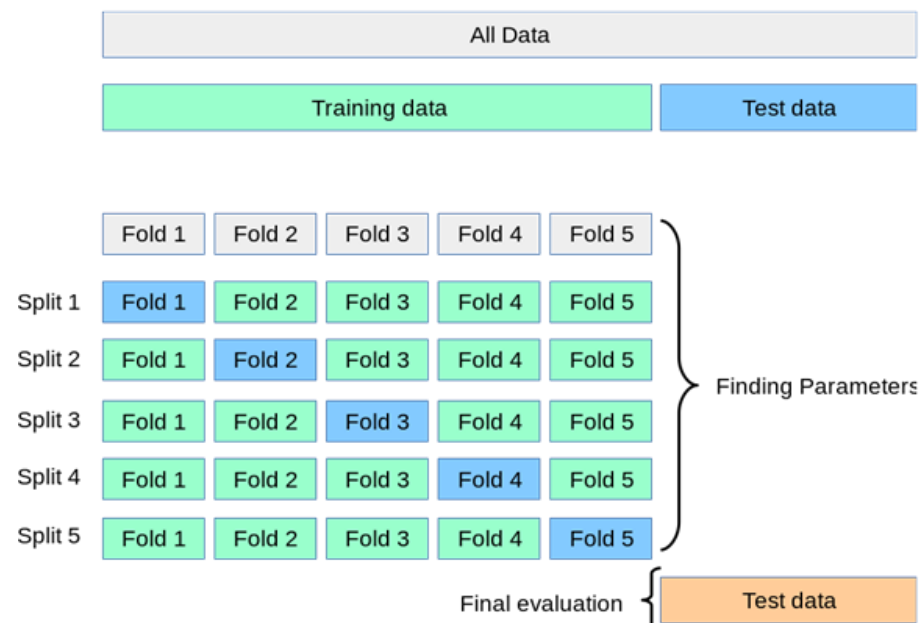 All Data
Training data Test data
Fold 1 Fold 2 Fold 3 Fold 4 Fold 5
Split 1 Fold 1 Fold 2 Fold 3 Fold 4 Fold 5
Split 2 Fold 1 Fold 2 Fold 3 Fold 4 Fold 5
Finding Parameters
Split 3 Fold 1 Fold 2 Fold 3 Fold 4 Fold 5
Split 4 Fold 1 Fold 2 Fold 3 Fold 4 Fold 5
Split 5 Fold 1 Fold 2 Fold 3 Fold 4 Fold 5
Final evaluation Test data